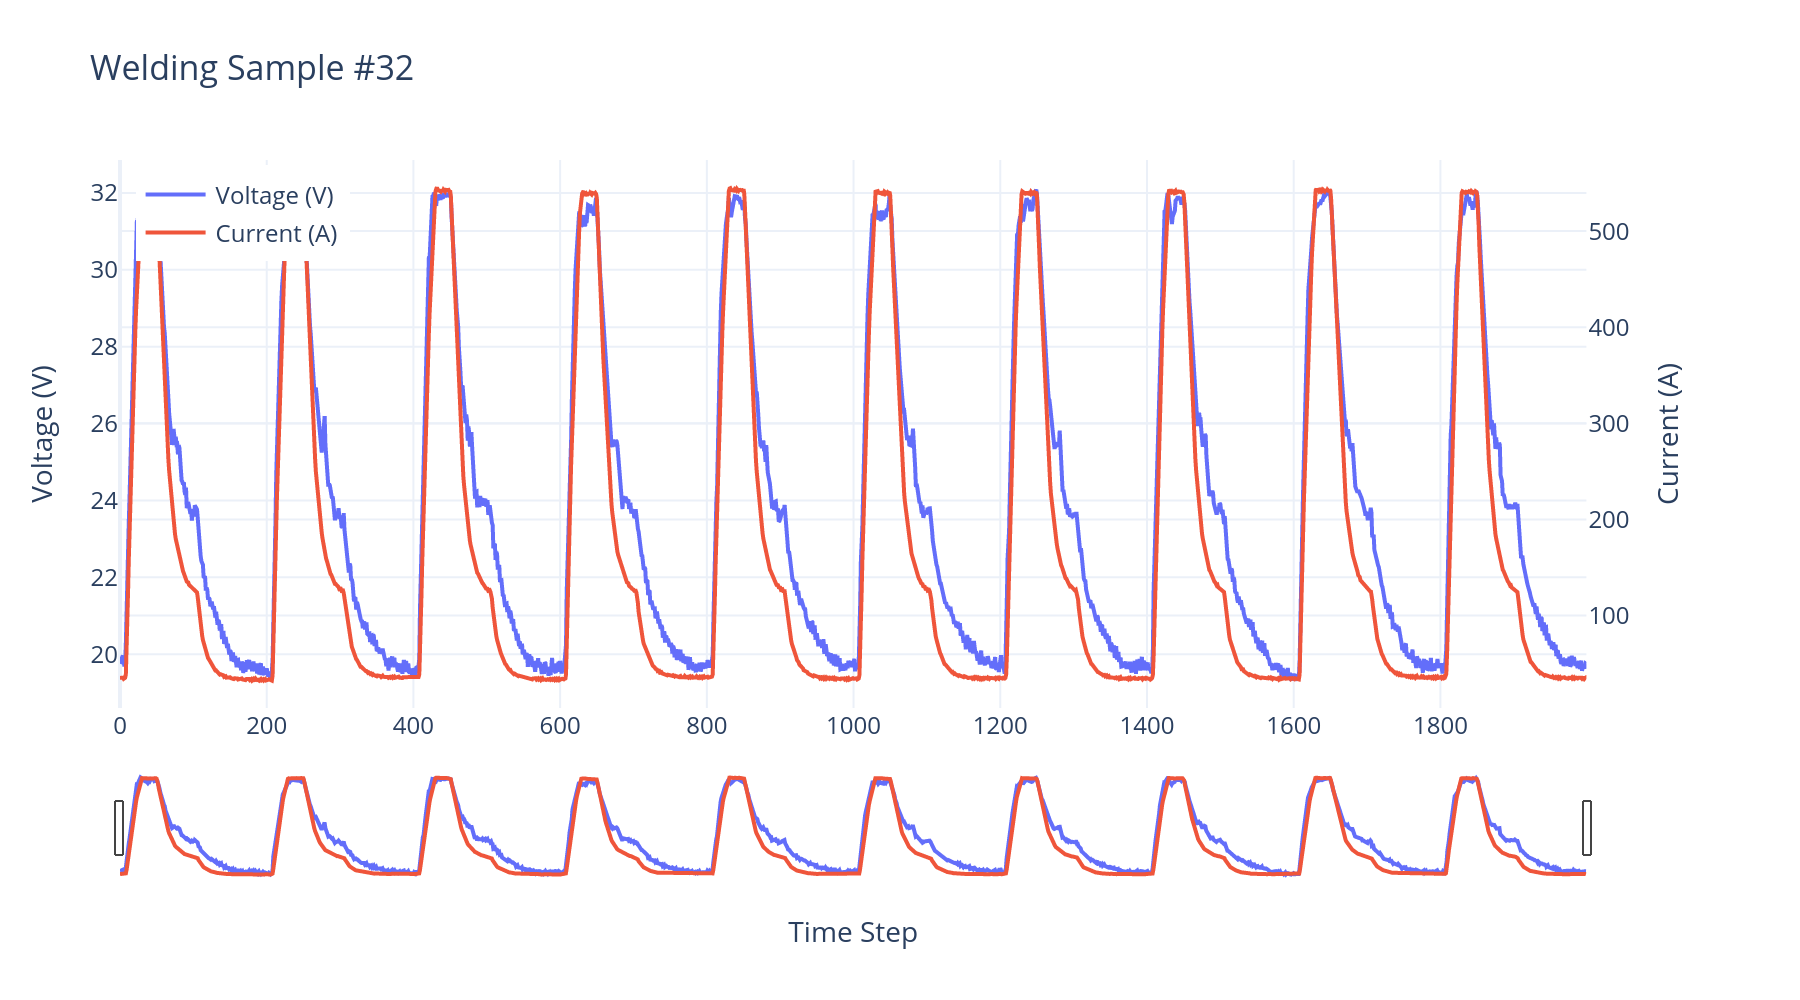 Welding Sample #32
Voltage (V)
Current (A)
32
30
28
26
24
22
20
Voltage (V)
500
400
300
200
100
Current (A)
0 200 400 600 800 1000 1200 1400 1600 1800
Time Step